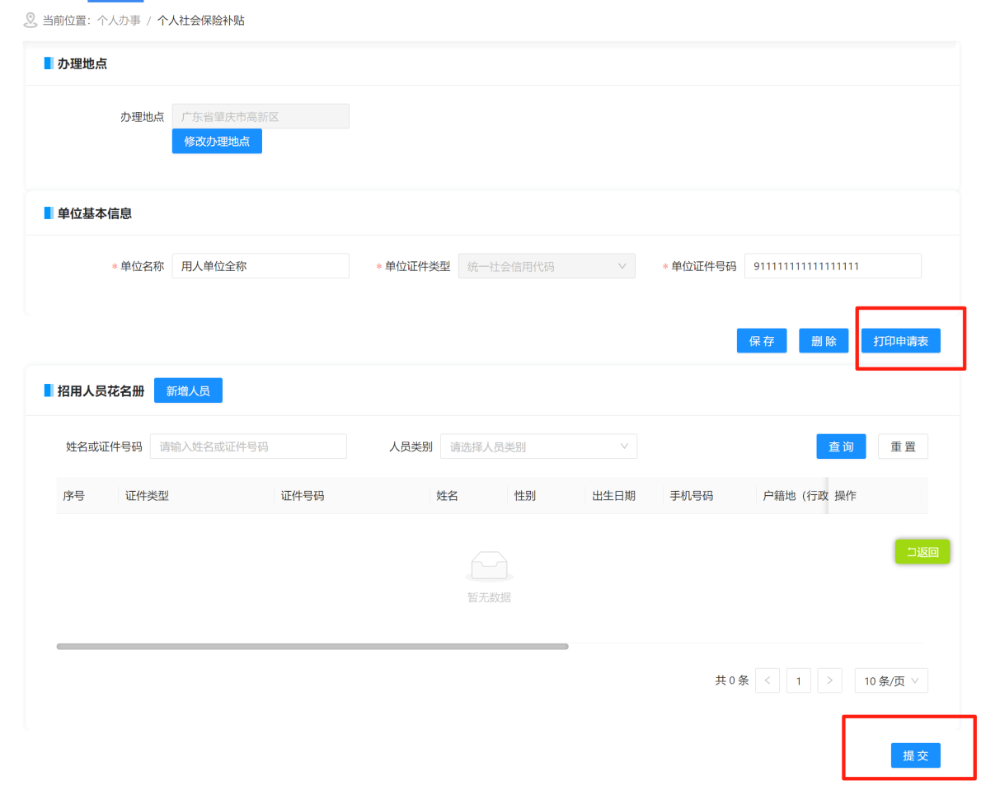 当前位置： 个人办事 / 个人社会保险补贴
办理地点
办理地点 广东省肇庆市高新区
修改办理地点
单位基本信息
* 单位名称 用人单位全称 * 单位证件类型 统一社会信用代码 * 单位证件号码 911111111111111111
保 存 删 除 打印申请表
招用人员花名册 新增人员
姓名或证件号码 请输入姓名或证件号码 人员类别 请选择人员类别 查 询 重 置
序号 证件类型 证件号码 姓名 性别 出生日期 手机号码 户籍地（行政 操作
返回
暂无数据
共 0 条 < 1 > 10 条/页
提 交